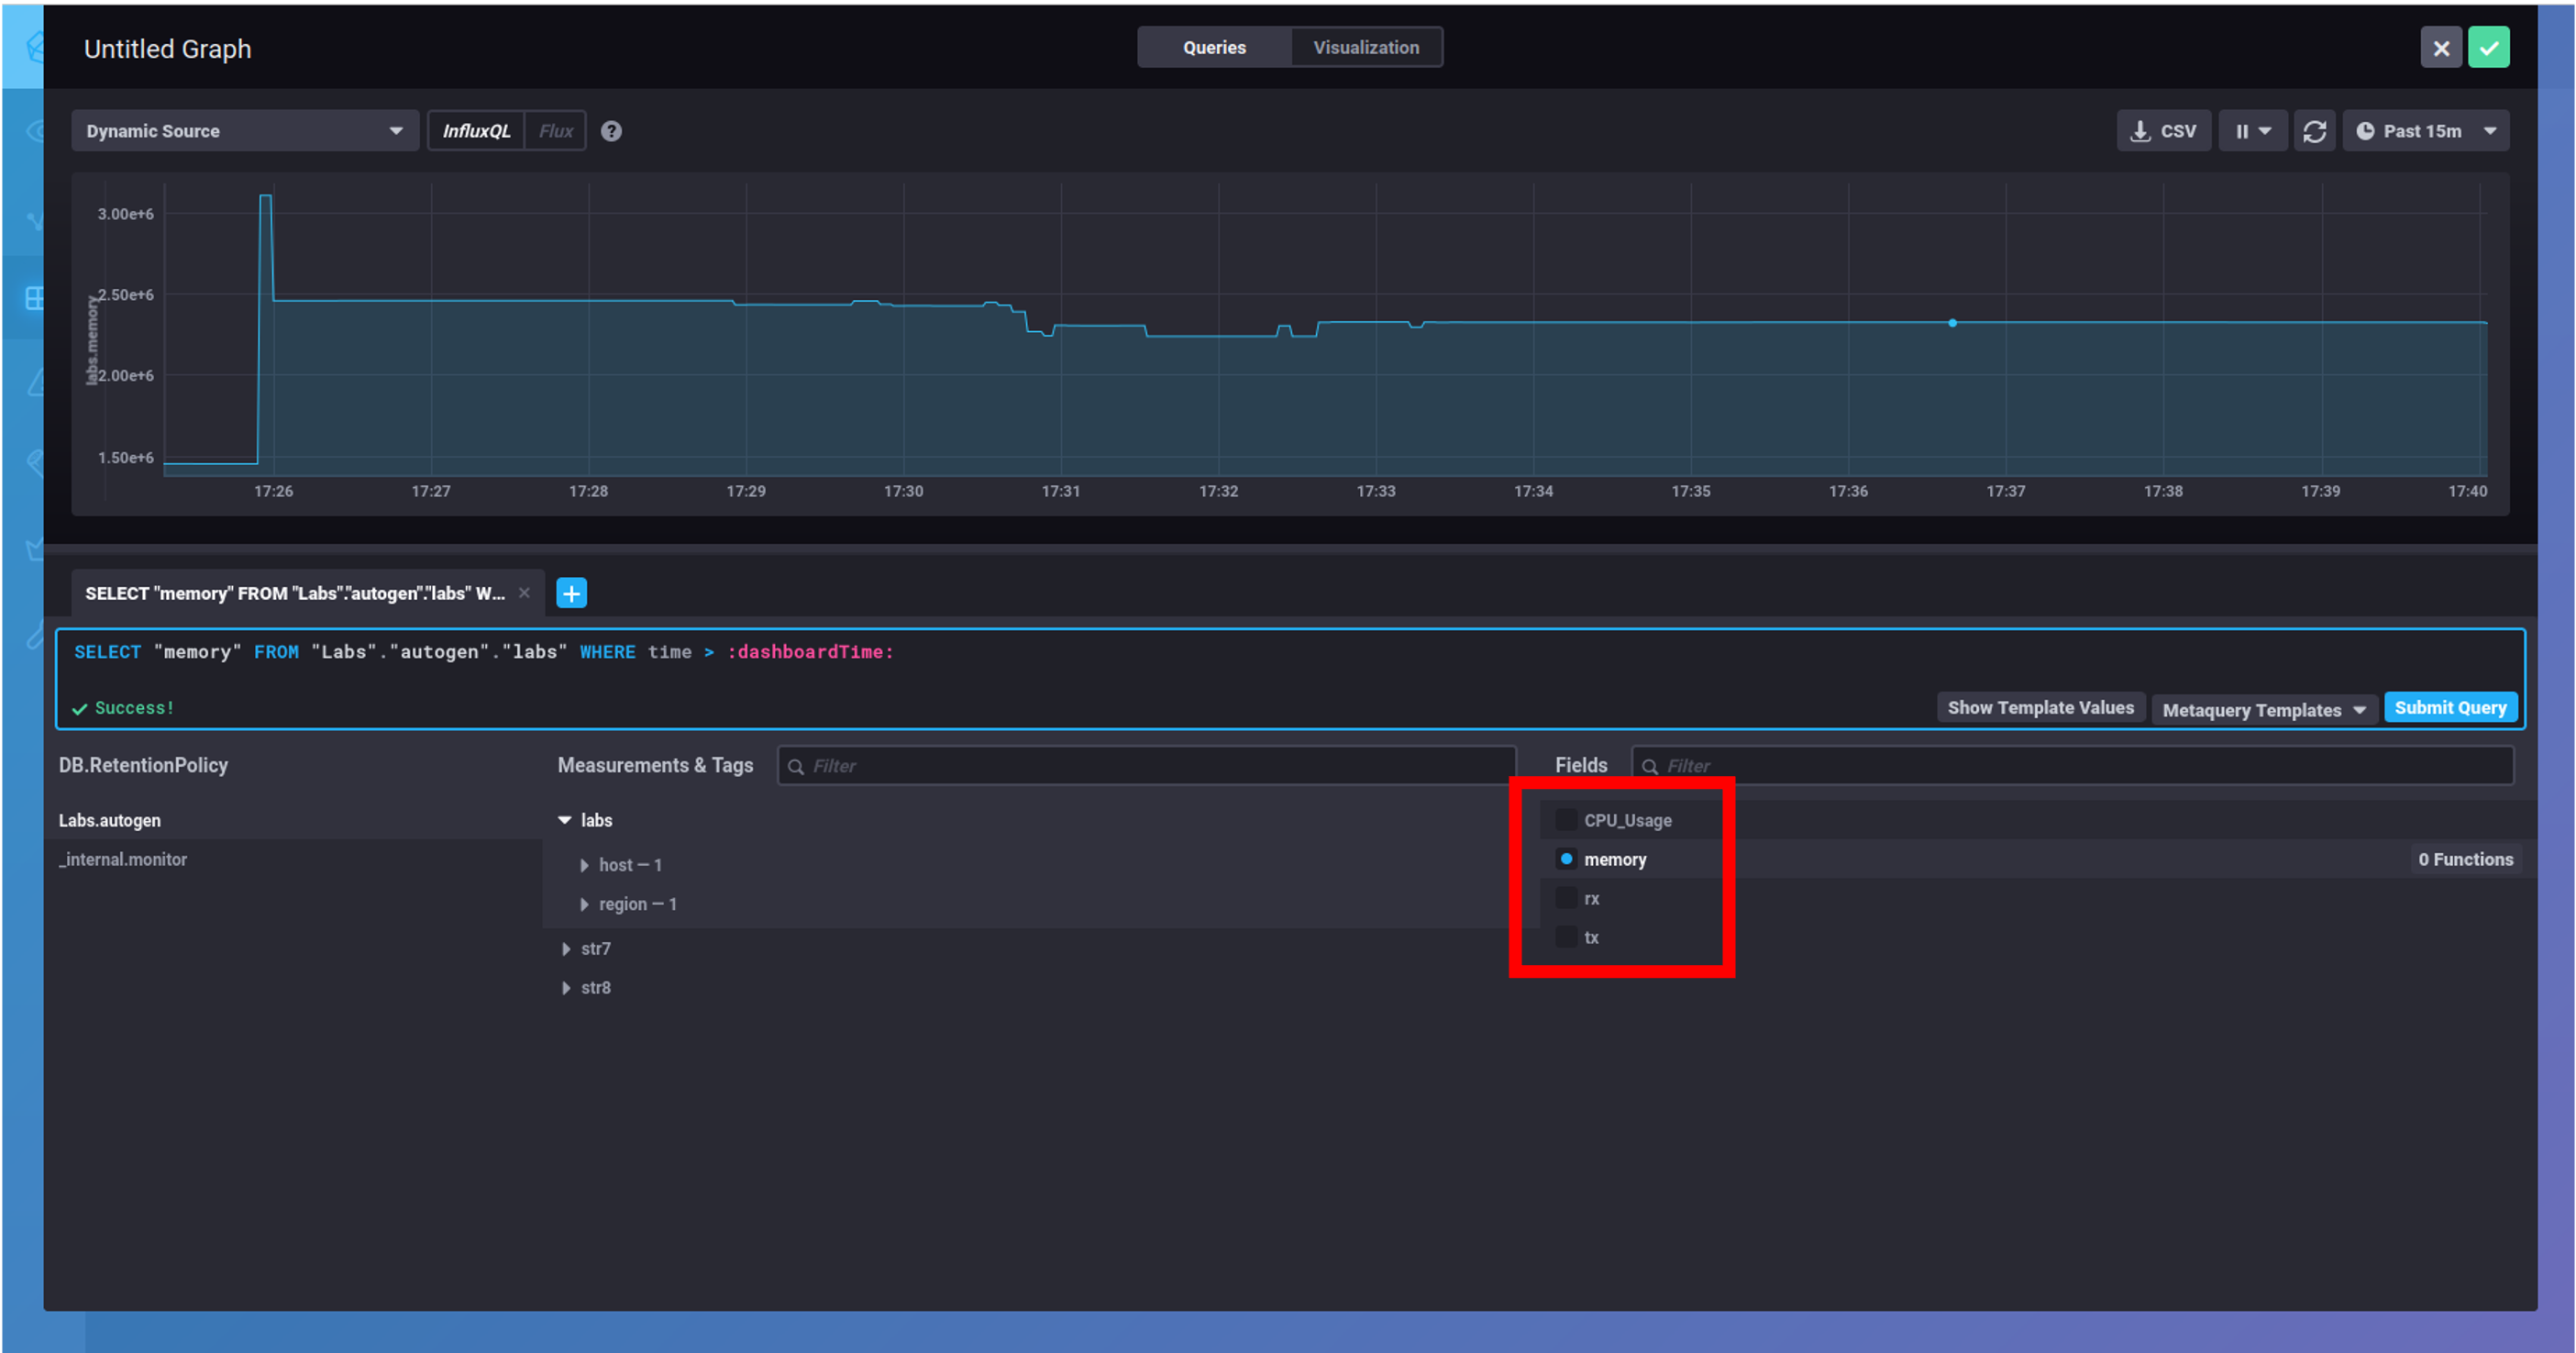 Untitled Graph
Queries
Visualization
Dynamic Source
InfluxQL
Flux
?
CSV
Past 15m
labs.memory
3.00e+6
2.50e+6
2.00e+6
1.50e+6
17:26
17:27
17:28
17:29
17:30
17:31
17:32
17:33
17:34
17:35
17:36
17:37
17:38
17:39
17:40
SELECT "memory" FROM "Labs"."autogen"."labs" W...
SELECT "memory" FROM "Labs"."autogen"."labs" WHERE time > :dashboardTime:
Success!
Show Template Values
Metaquery Templates
Submit Query
DB.RetentionPolicy
Measurements & Tags
Filter
Fields
Filter
Labs.autogen
_internal.monitor
labs
host — 1
region — 1
str7
str8
CPU_Usage
memory
0 Functions
rx
tx